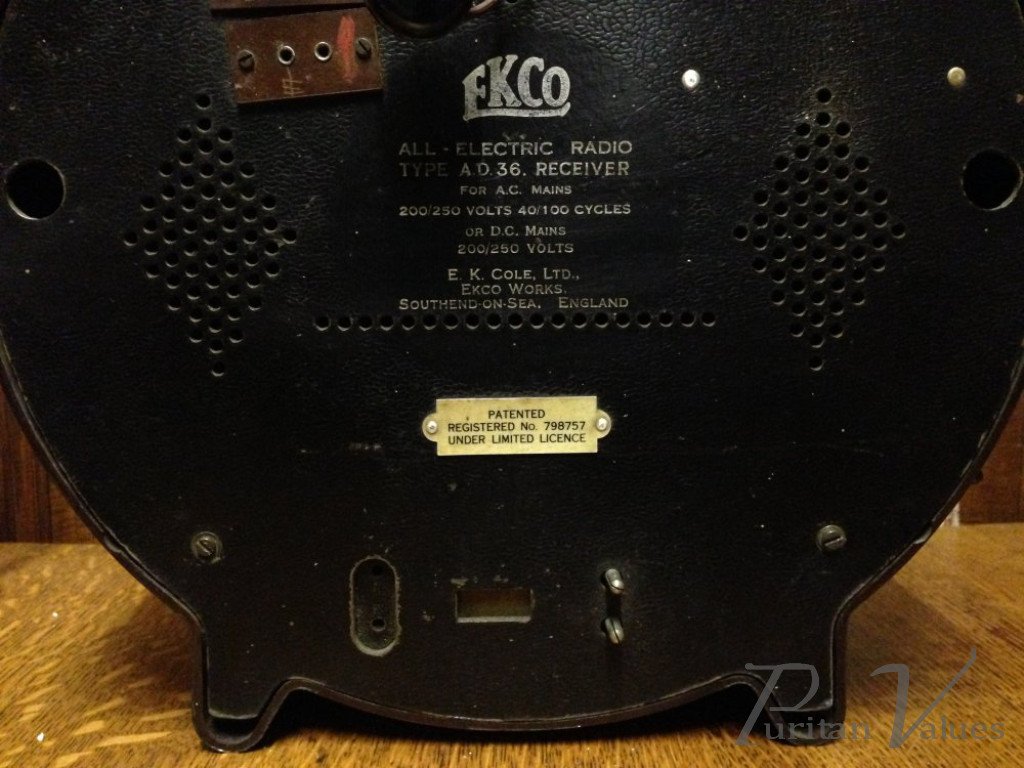 EKCO
ALL - ELECTRIC RADIO
TYPE A.D. 36. RECEIVER
FOR A.C. MAINS
200/250 VOLTS 40/100 CYCLES
OR D.C. MAINS
200/250 VOLTS
E. K. COLE, LTD.,
EKCO WORKS.
SOUTHEND-ON-SEA. ENGLAND
PATENTED
REGISTERED No. 798757
UNDER LIMITED LICENCE
Puritan Values